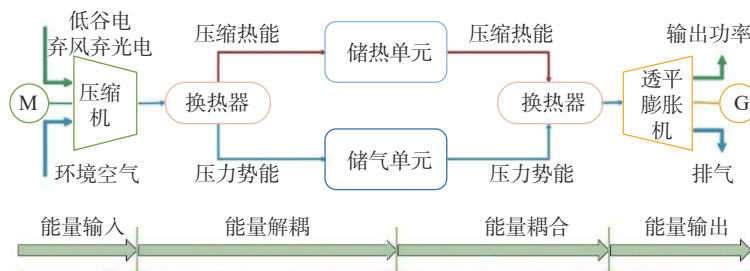 低谷电
弃风弃光电
压缩热能
储热单元
压缩热能
输出功率
M
压缩
机
换热器
换热器
透平
膨胀
机
G
环境空气
压力势能
储气单元
压力势能
排气
能量输入
能量解耦
能量耦合
能量输出